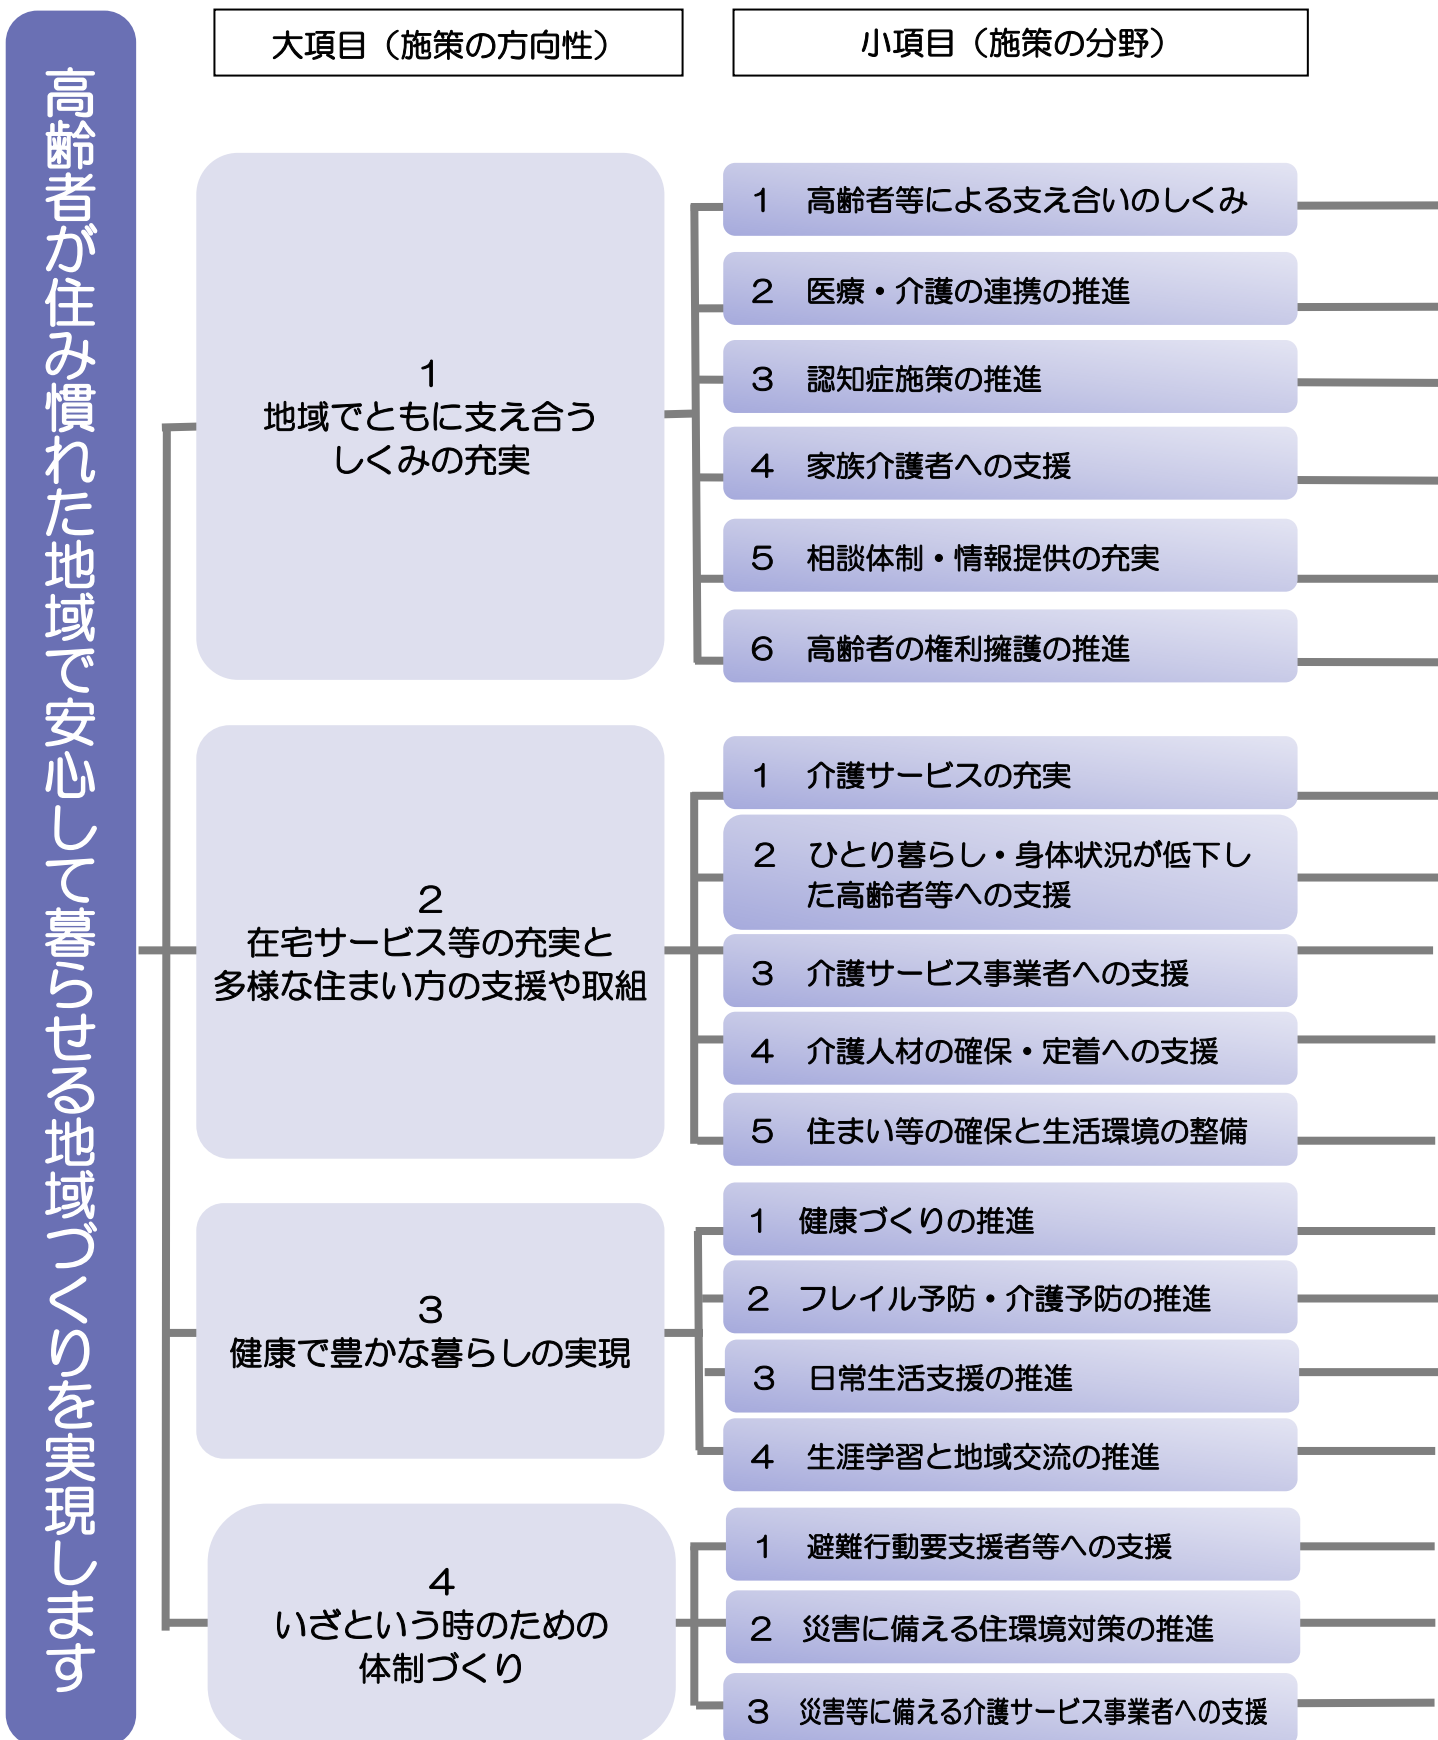 高齢者が住み慣れた地域で安心して暮らせる地域づくりを実現します
大項目（施策の方向性）
小項目（施策の分野）
1
地域でともに支え合う
しくみの充実
1　高齢者等による支え合いのしくみ
2　医療・介護の連携の推進
3　認知症施策の推進
4　家族介護者への支援
5　相談体制・情報提供の充実
6　高齢者の権利擁護の推進
2
在宅サービス等の充実と
多様な住まい方の支援や取組
1　介護サービスの充実
2　ひとり暮らし・身体状況が低下し
た高齢者等への支援
3　介護サービス事業者への支援
4　介護人材の確保・定着への支援
5　住まい等の確保と生活環境の整備
3
健康で豊かな暮らしの実現
1　健康づくりの推進
2　フレイル予防・介護予防の推進
3　日常生活支援の推進
4　生涯学習と地域交流の推進
4
いざという時のための
体制づくり
1　避難行動要支援者等への支援
2　災害に備える住環境対策の推進
3　災害等に備える介護サービス事業者への支援